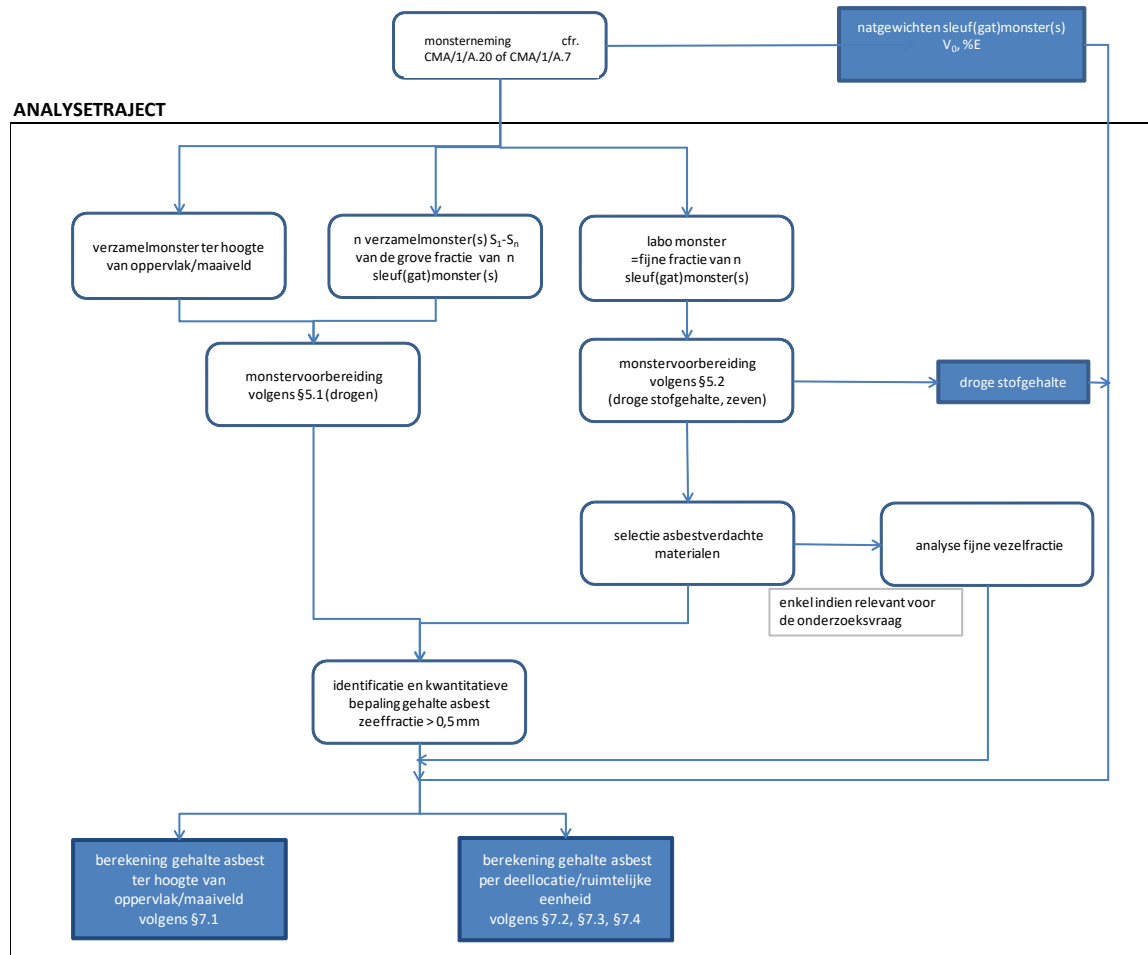 monsterneming cfr.
CMA/1/A.20 of CMA/1/A.7
natgewichten sleuf(gat)monster(s)
V₀, %E
ANALYSETRAJECT
verzamelmonster ter hoogte
van oppervlak/maaiveld
n verzamelmonster(s) S₁-Sₙ
van de grove fractie van n
sleuf(gat)monster(s)
labo monster
=fijne fractie van n
sleuf(gat)monster(s)
monstervoorbereiding
volgens §5.1 (drogen)
monstervoorbereiding
volgens §5.2
(droge stofgehalte, zeven)
droge stofgehalte
selectie asbestverdachte
materialen
analyse fijne vezelfractie
enkel indien relevant voor
de onderzoeksvraag
identificatie en kwantitatieve
bepaling gehalte asbest
zeeffractie > 0,5 mm
berekening gehalte asbest
ter hoogte van
oppervlak/maaiveld
volgens §7.1
berekening gehalte asbest
per deellocatie/ruimtelijke
eenheid
volgens §7.2, §7.3, §7.4